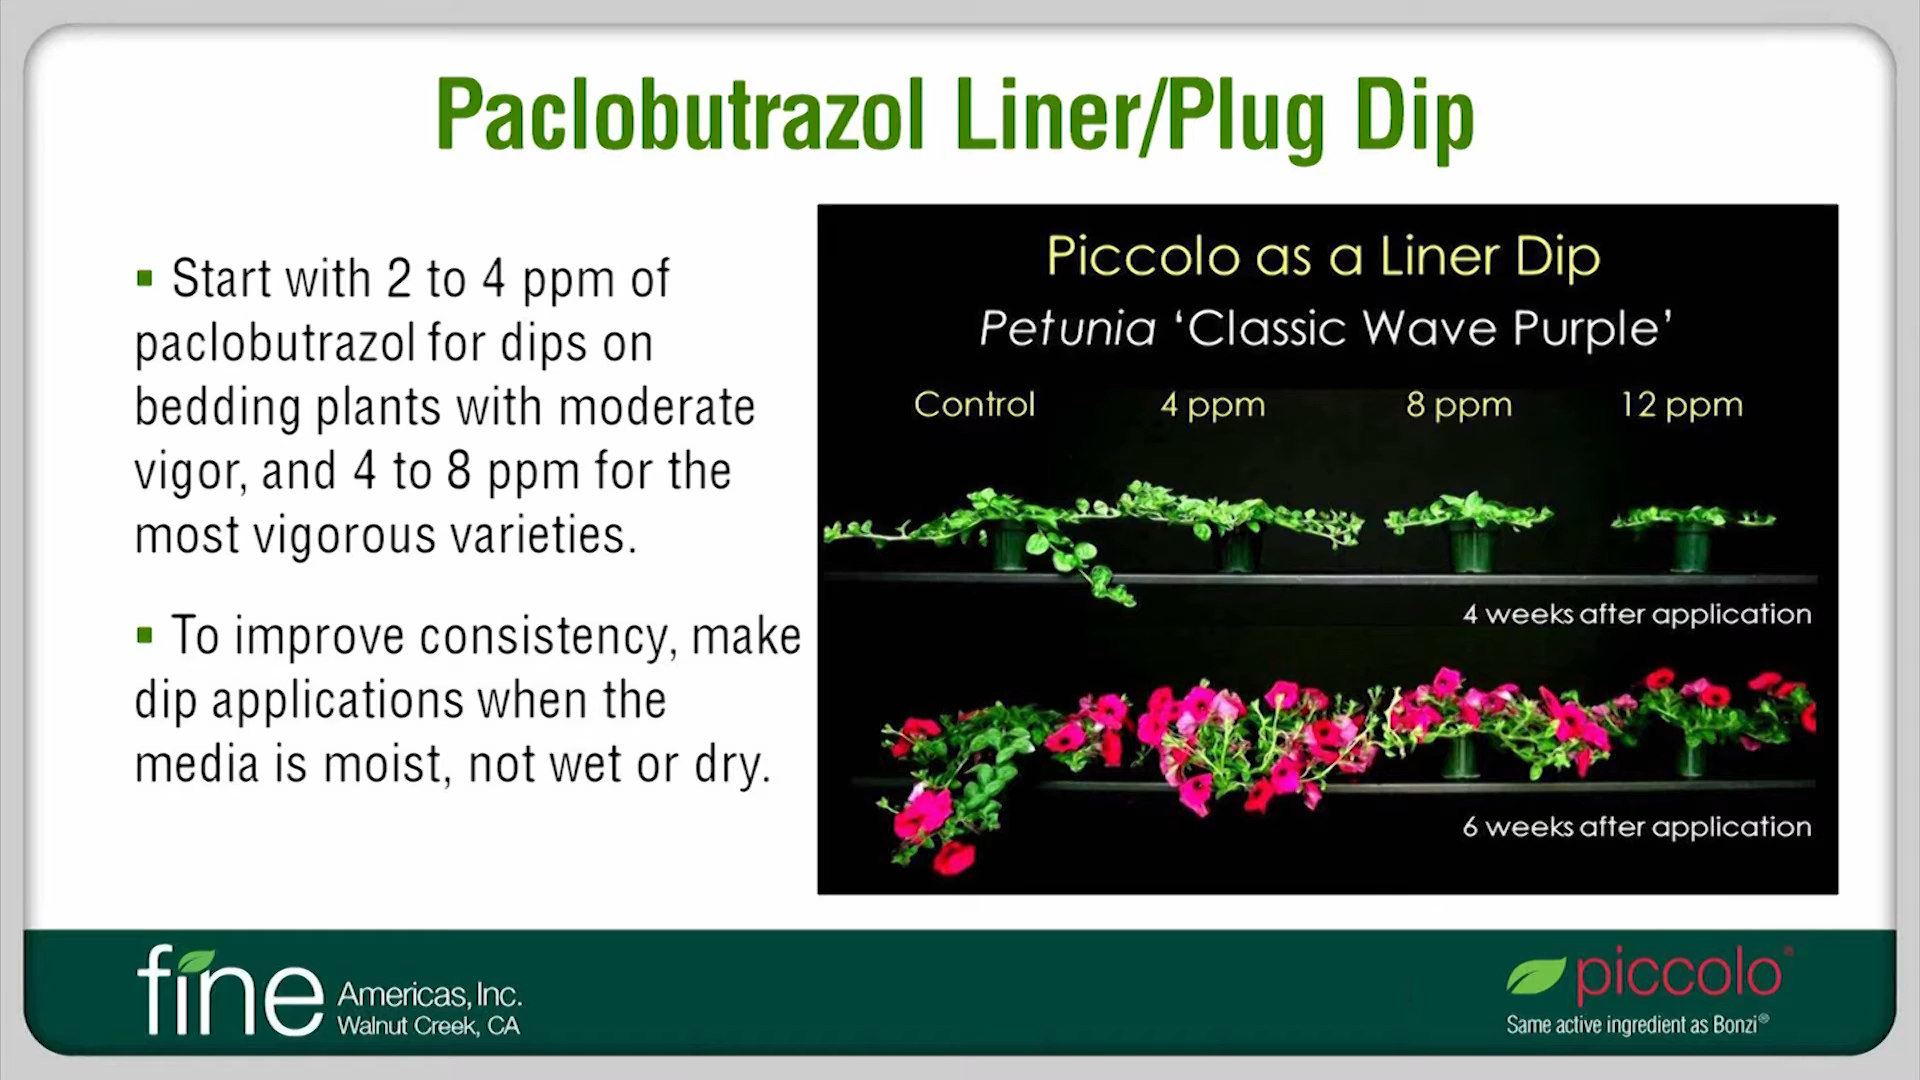 Paclobutrazol Liner/Plug Dip
▪ Start with 2 to 4 ppm of
paclobutrazol for dips on
bedding plants with moderate
vigor, and 4 to 8 ppm for the
most vigorous varieties.
▪ To improve consistency, make
dip applications when the
media is moist, not wet or dry.
Piccolo as a Liner Dip
Petunia ‘Classic Wave Purple’
Control 4 ppm 8 ppm 12 ppm
4 weeks after application
6 weeks after application
fine Americas, Inc.
Walnut Creek, CA
piccolo®
Same active ingredient as Bonzi®